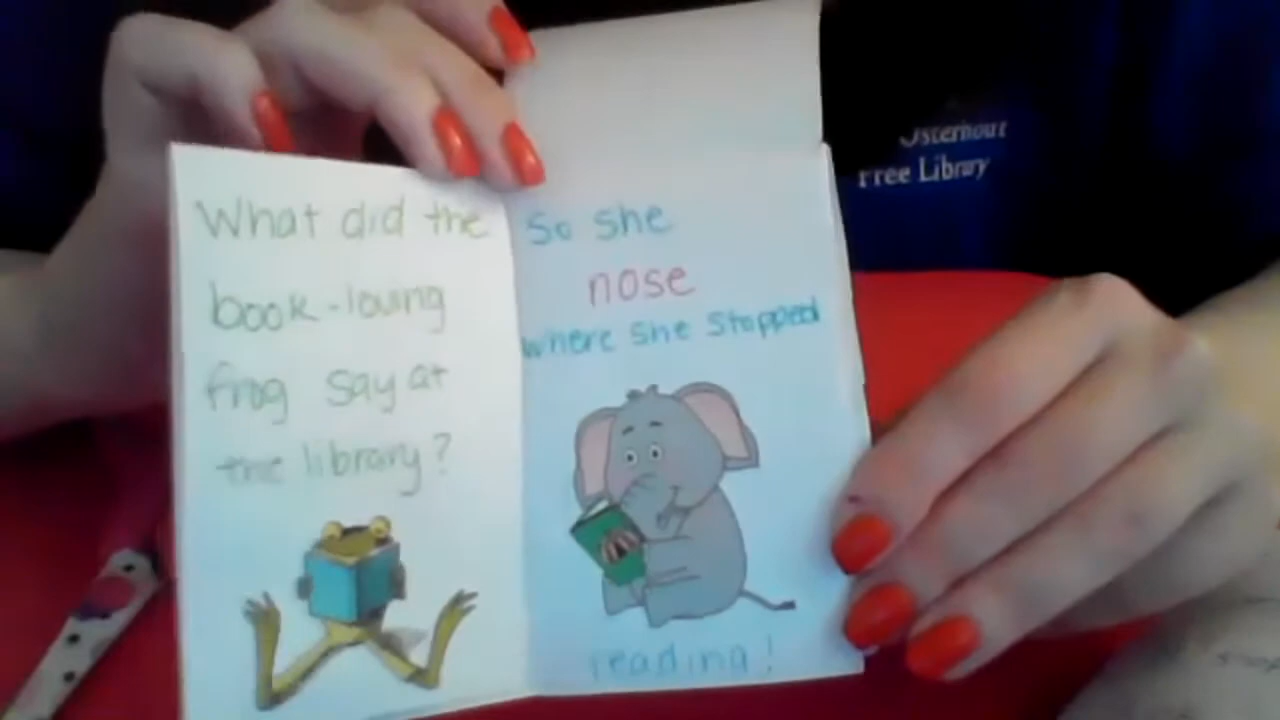 What did the
book-loving
frog say at
the library?
So she
nose
where she stopped
reading!
Osterhout
Free Library